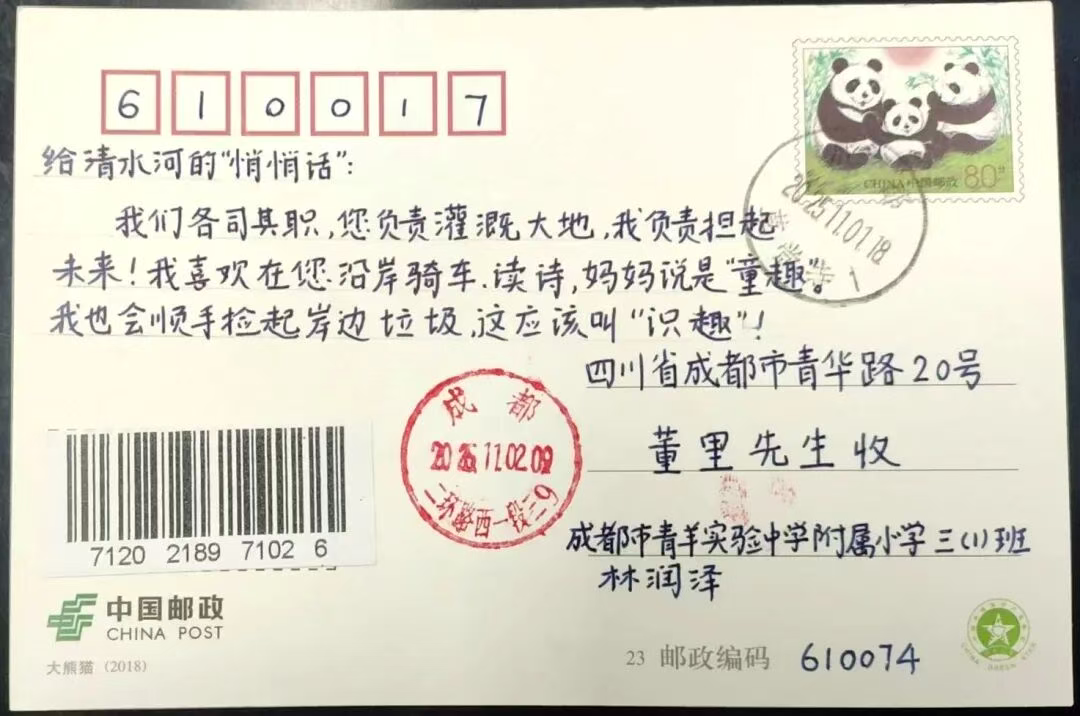 610017
给清水河的"悄悄话":
我们各司其职,您负责灌溉大地,我负责担起
未来!我喜欢在您沿岸骑车、读诗,妈妈说是"童趣"。
我也会顺手捡起岸边垃圾,这应该叫"识趣"!
CHINA 中国邮政 80分
2025.11.01.18
四川省成都市青华路20号
董里先生收
成都
2025.11.02.09
二环路西一段三9
7120 2189 7102 6
成都市青羊实验中学附属小学三(1)班
林润泽
中国邮政
CHINA POST
大熊猫 (2018)
23 邮政编码 610074